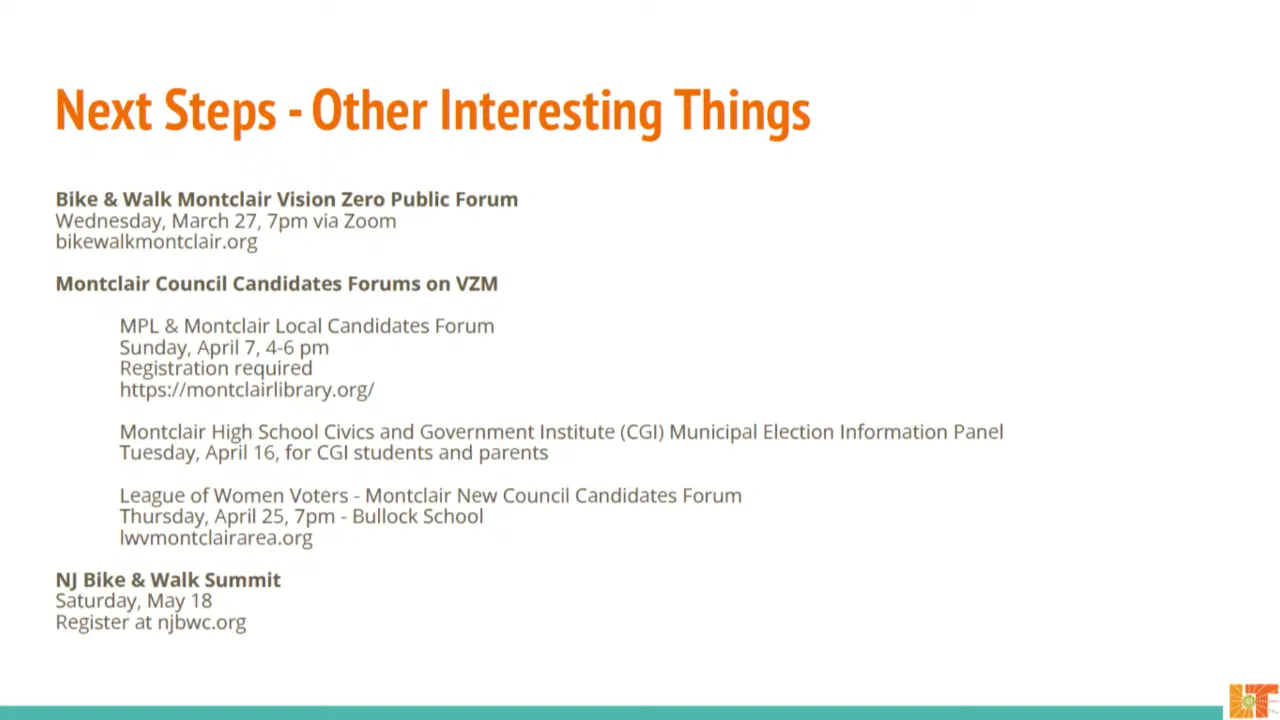 Next Steps - Other Interesting Things
Bike & Walk Montclair Vision Zero Public Forum
Wednesday, March 27, 7pm via Zoom
bikewalkmontclair.org
Montclair Council Candidates Forums on VZM
MPL & Montclair Local Candidates Forum
Sunday, April 7, 4-6 pm
Registration required
https://montclairlibrary.org/
Montclair High School Civics and Government Institute (CGI) Municipal Election Information Panel
Tuesday, April 16, for CGI students and parents
League of Women Voters - Montclair New Council Candidates Forum
Thursday, April 25, 7pm - Bullock School
lwvmontclairarea.org
NJ Bike & Walk Summit
Saturday, May 18
Register at njbwc.org